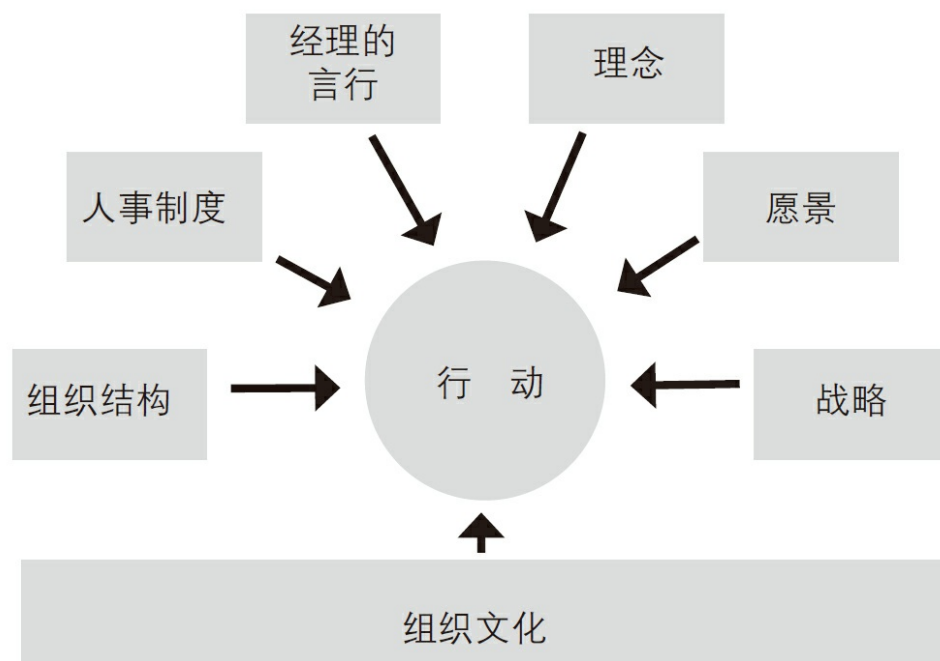 经理的
言行
理念
人事制度
愿景
组织结构
行 动
战略
组织文化